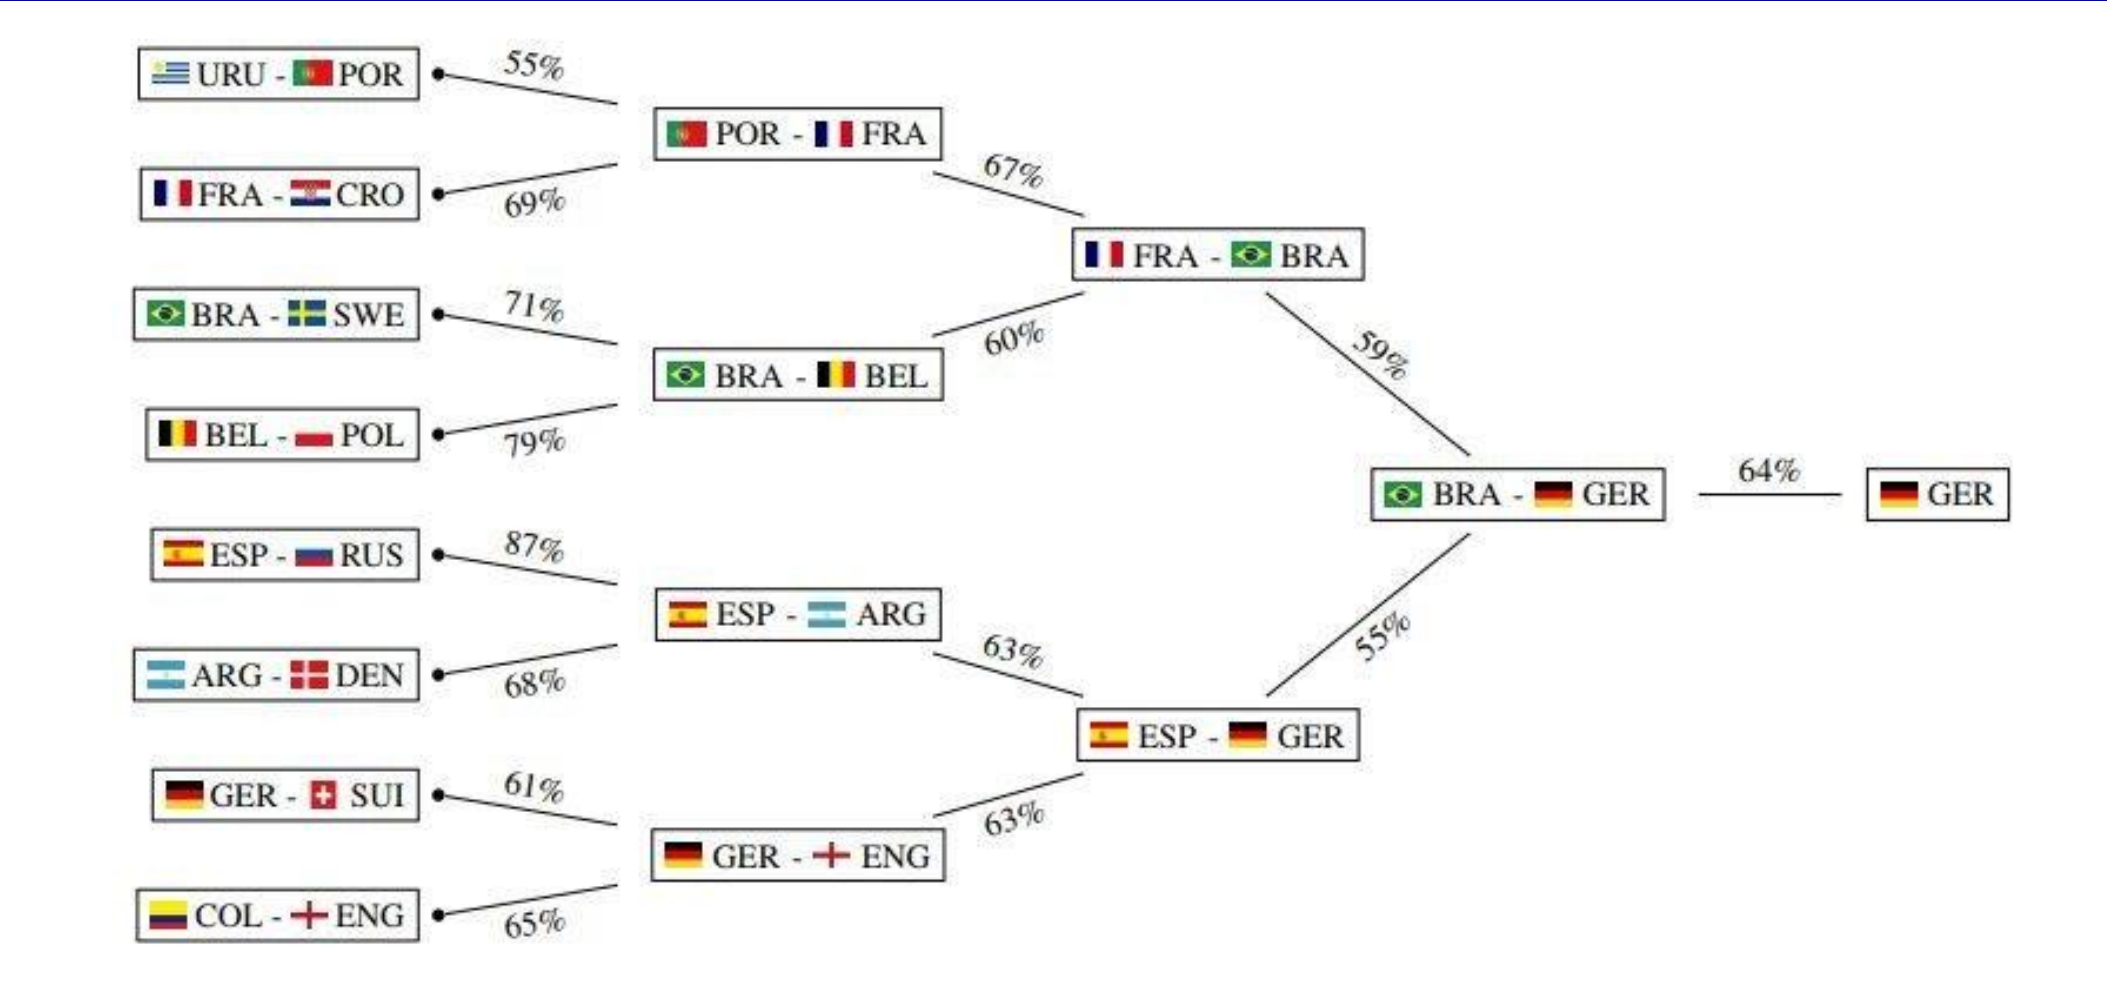 URU - POR
55%
FRA - CRO
69%
POR - FRA
67%
BRA - SWE
71%
BEL - POL
79%
BRA - BEL
60%
FRA - BRA
59%
ESP - RUS
87%
ARG - DEN
68%
ESP - ARG
63%
GER - SUI
61%
COL - ENG
65%
GER - ENG
63%
ESP - GER
55%
BRA - GER
64%
GER